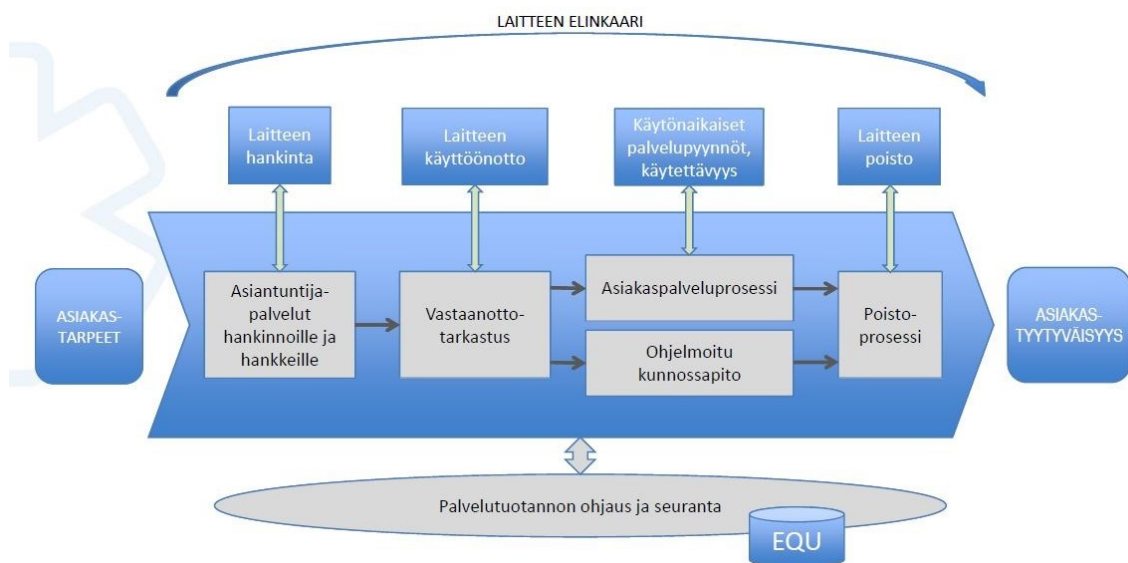 LAITTEEN ELINKAARI
Laitteen
hankinta
Laitteen
käyttöönotto
Käytönaikaiset
palvelupyynnöt,
käytettävyys
Laitteen
poisto
ASIAKAS-
TARPEET
Asiantuntija-
palvelut
hankinnoille ja
hankkeille
Vastaanotto-
tarkastus
Asiakaspalveluprosessi
Ohjelmoitu
kunnossapito
Poisto-
prosessi
ASIAKAS-
TYYTYVÄISYYS
Palvelutuotannon ohjaus ja seuranta
EQU